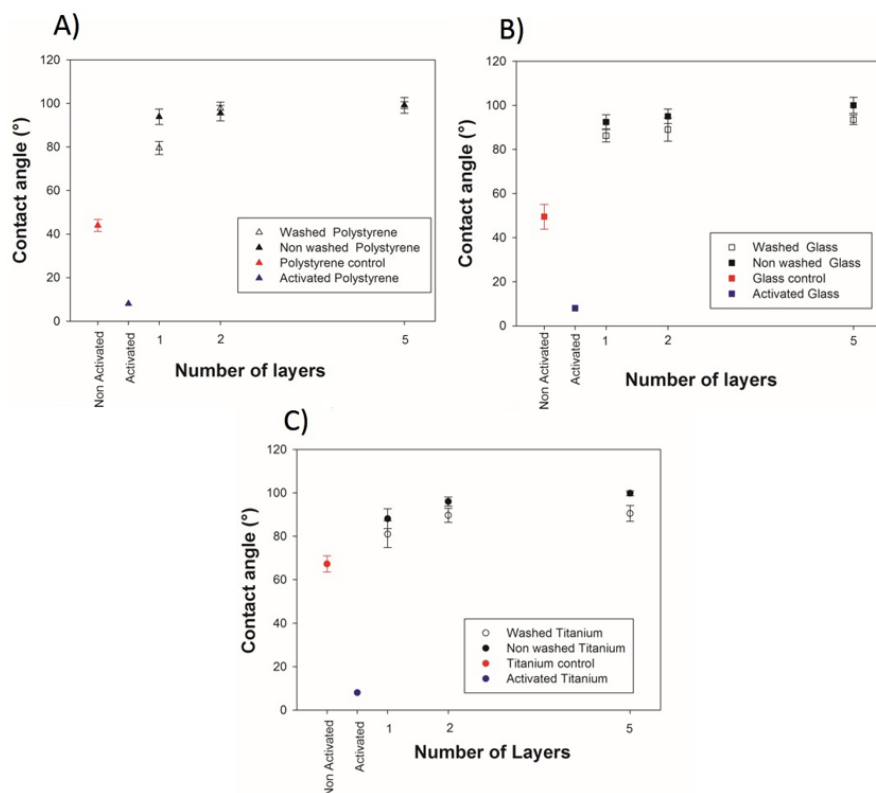 A)
120
100
80
60
40
20
0
Contact angle (°)
Washed Polystyrene
Non washed Polystyrene
Polystyrene control
Activated Polystyrene
Non Activated
Activated
1
2
5
Number of layers
B)
120
100
80
60
40
20
0
Contact angle (°)
Washed Glass
Non washed Glass
Glass control
Activated Glass
Non Activated
Activated
1
2
5
Number of layers
C)
120
100
80
60
40
20
0
Contact angle (°)
Washed Titanium
Non washed Titanium
Titanium control
Activated Titanium
Non Activated
Activated
1
2
5
Number of Layers